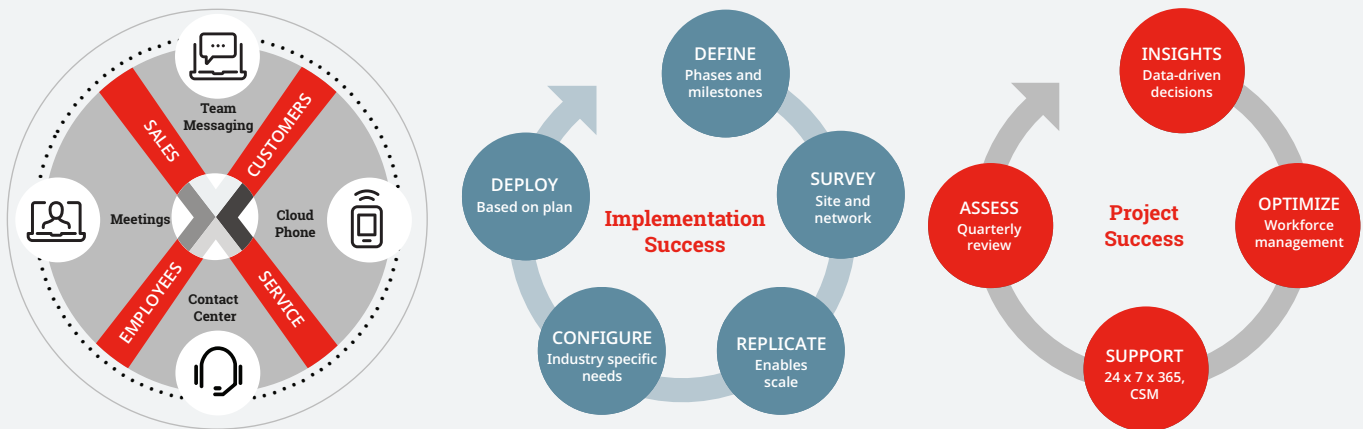 Team
Messaging
SALES
CUSTOMERS
Meetings
Cloud
Phone
EMPLOYEES
SERVICE
Contact
Center
Implementation
Success
DEFINE
Phases and
milestones
SURVEY
Site and
network
REPLICATE
Enables
scale
CONFIGURE
Industry specific
needs
DEPLOY
Based on plan
Project
Success
INSIGHTS
Data-driven
decisions
OPTIMIZE
Workforce
management
SUPPORT
24 x 7 x 365,
CSM
ASSESS
Quarterly
review